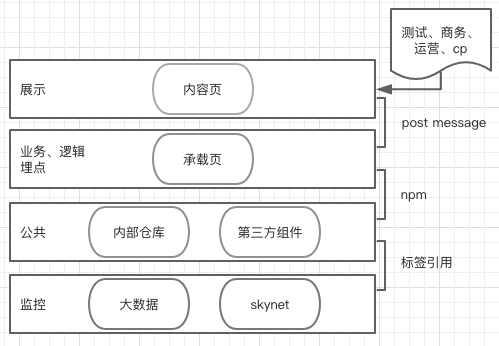 测试、商务、
运营、cp
展示
内容页
post message
业务、逻辑
埋点
承载页
npm
公共
内部仓库
第三方组件
标签引用
监控
大数据
skynet